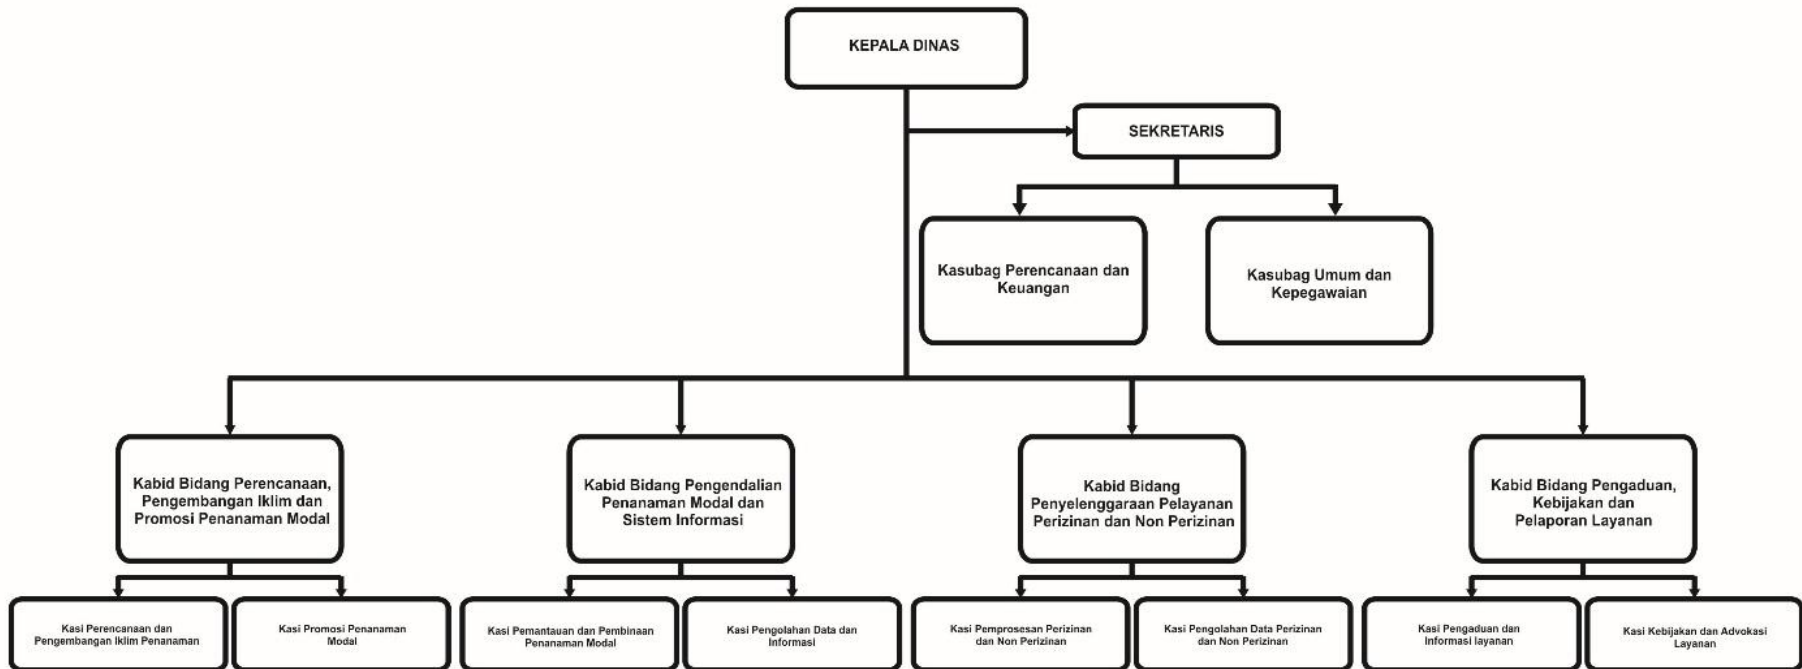 KEPALA DINAS
SEKRETARIS
Kasubag Perencanaan dan
Keuangan
Kasubag Umum dan
Kepegawaian
Kabid Bidang Perencanaan,
Pengembangan Iklim dan
Promosi Penanaman Modal
Kabid Bidang Pengendalian
Penanaman Modal dan
Sistem Informasi
Kabid Bidang
Penyelenggaraan Pelayanan
Perizinan dan Non Perizinan
Kabid Bidang Pengaduan,
Kebijakan dan
Pelaporan Layanan
Kasi Perencanaan dan
Pengembangan Iklim Penanaman
Kasi Promosi Penanaman
Modal
Kasi Pemantauan dan Pembinaan
Penanaman Modal
Kasi Pengolahan Data dan
Informasi
Kasi Pemprosesan Perizinan
dan Non Perizinan
Kasi Pengolahan Data Perizinan
dan Non Perizinan
Kasi Pengaduan dan
Informasi layanan
Kasi Kebijakan dan Advokasi
Layanan